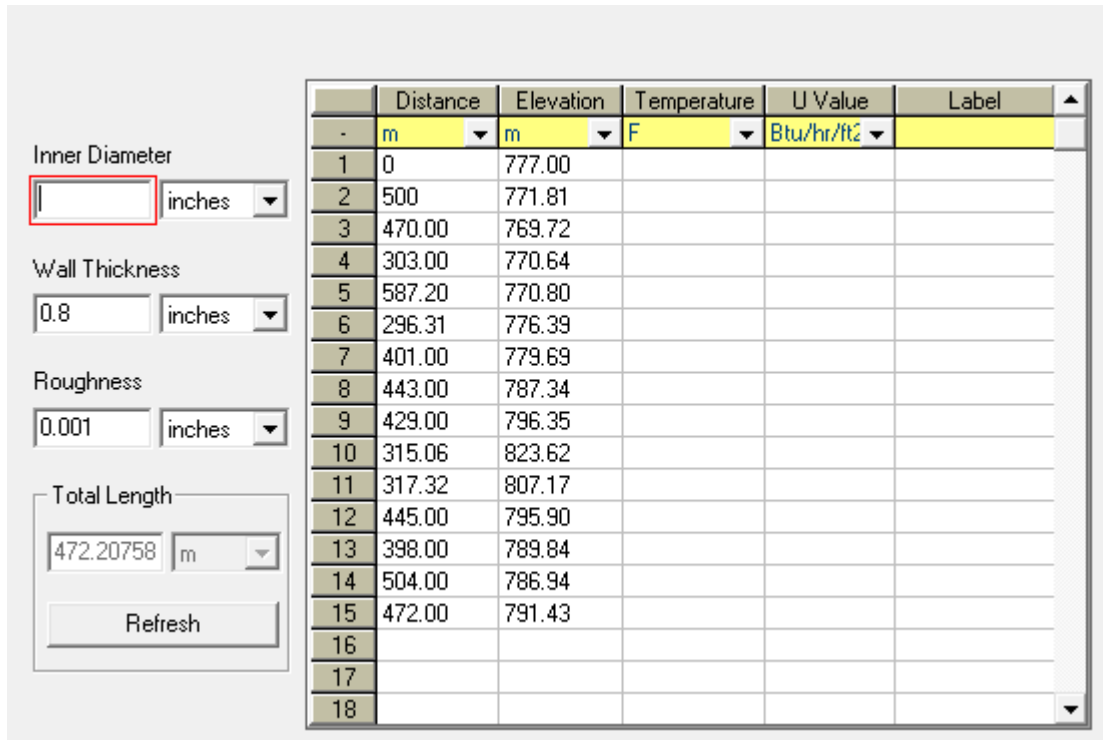 Inner Diameter
inches
Wall Thickness
0.8 inches
Roughness
0.001 inches
Total Length
472.20758 m
Refresh
Distance Elevation Temperature U Value Label
- m m F Btu/hr/ft2
1 0 777.00
2 500 771.81
3 470.00 769.72
4 303.00 770.64
5 587.20 770.80
6 296.31 776.39
7 401.00 779.69
8 443.00 787.34
9 429.00 796.35
10 315.06 823.62
11 317.32 807.17
12 445.00 795.90
13 398.00 789.84
14 504.00 786.94
15 472.00 791.43
16
17
18